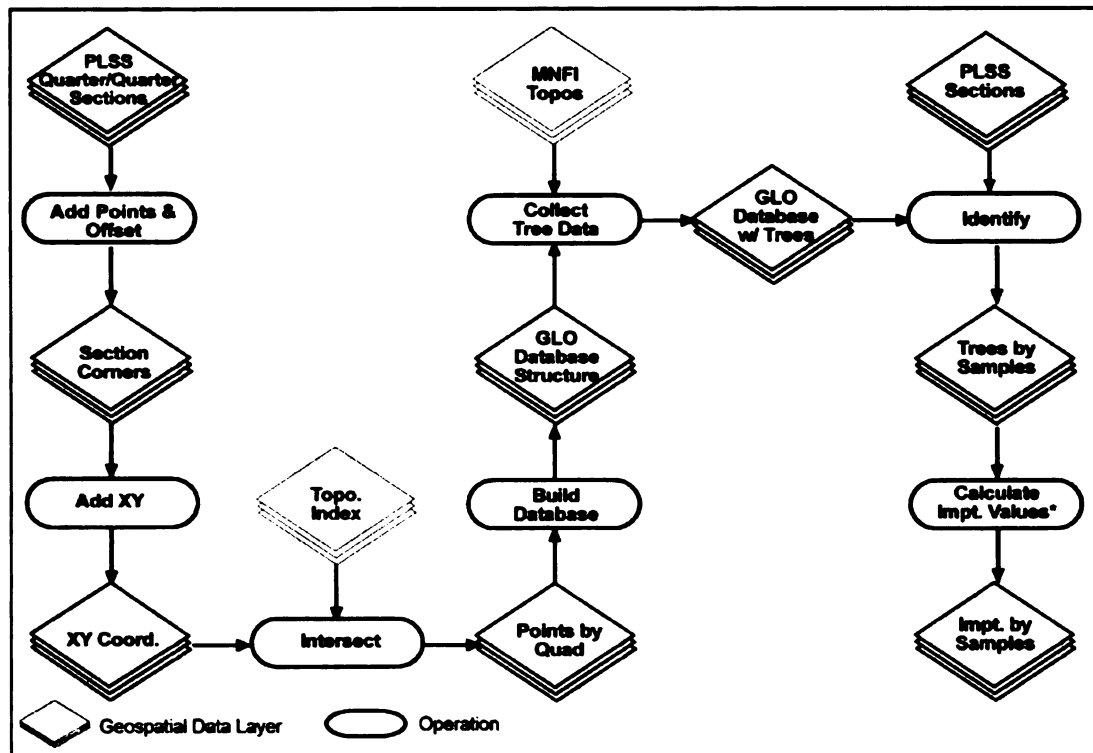 PLSS
Quarter/Quarter
Sections
Add Points &
Offset
Section
Corners
Add XY
XY Coord.
Topo.
Index
Intersect
Points by
Quad
Build
Database
GLO
Database
Structure
MNFI
Topos
Collect
Tree Data
GLO
Database
w/ Trees
PLSS
Sections
Identify
Trees by
Samples
Calculate
Impt. Values*
Impt. by
Samples
Geospatial Data Layer
Operation